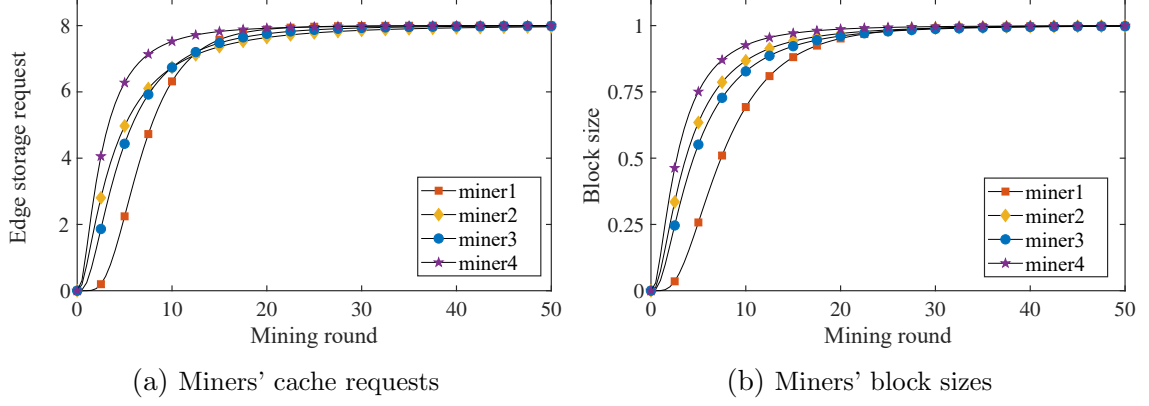 Edge storage request
8
6
4
2
0
miner1
miner2
miner3
miner4
0 10 20 30 40 50
Mining round
(a) Miners' cache requests
Block size
1
0.75
0.5
0.25
0
miner1
miner2
miner3
miner4
0 10 20 30 40 50
Mining round
(b) Miners' block sizes